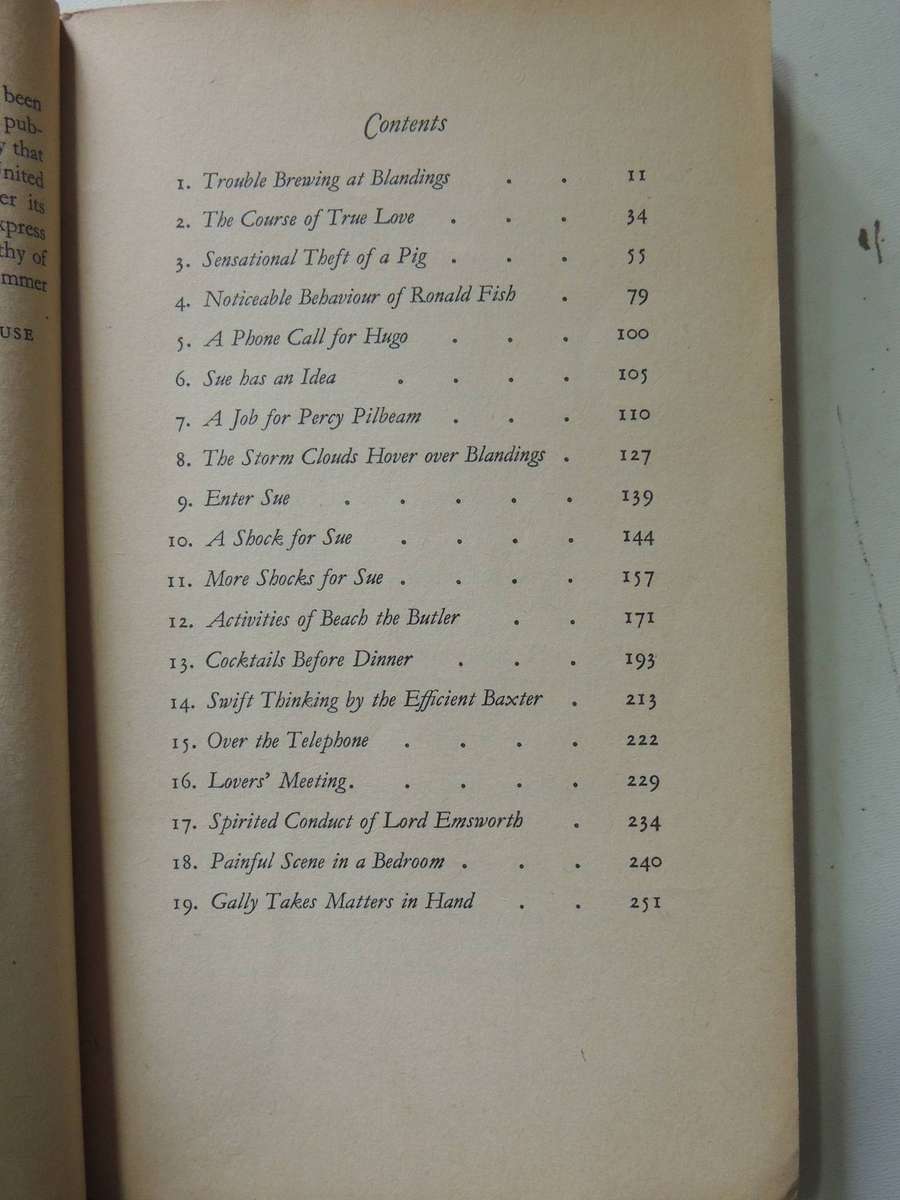 been
pub-
that
er its
thy of
mmer
USE
Contents
1. Trouble Brewing at Blandings . . 11
2. The Course of True Love . . . 34
3. Sensational Theft of a Pig . . . 55
4. Noticeable Behaviour of Ronald Fish . 79
5. A Phone Call for Hugo . . . 100
6. Sue has an Idea . . . . 105
7. A Job for Percy Pilbeam . . . 110
8. The Storm Clouds Hover over Blandings . 127
9. Enter Sue . . . . . 139
10. A Shock for Sue . . . . 144
11. More Shocks for Sue . . . . 157
12. Activities of Beach the Butler . . 171
13. Cocktails Before Dinner . . . 193
14. Swift Thinking by the Efficient Baxter . 213
15. Over the Telephone . . . . 222
16. Lovers' Meeting. . . . . 229
17. Spirited Conduct of Lord Emsworth . 234
18. Painful Scene in a Bedroom . . . 240
19. Gally Takes Matters in Hand . . 251